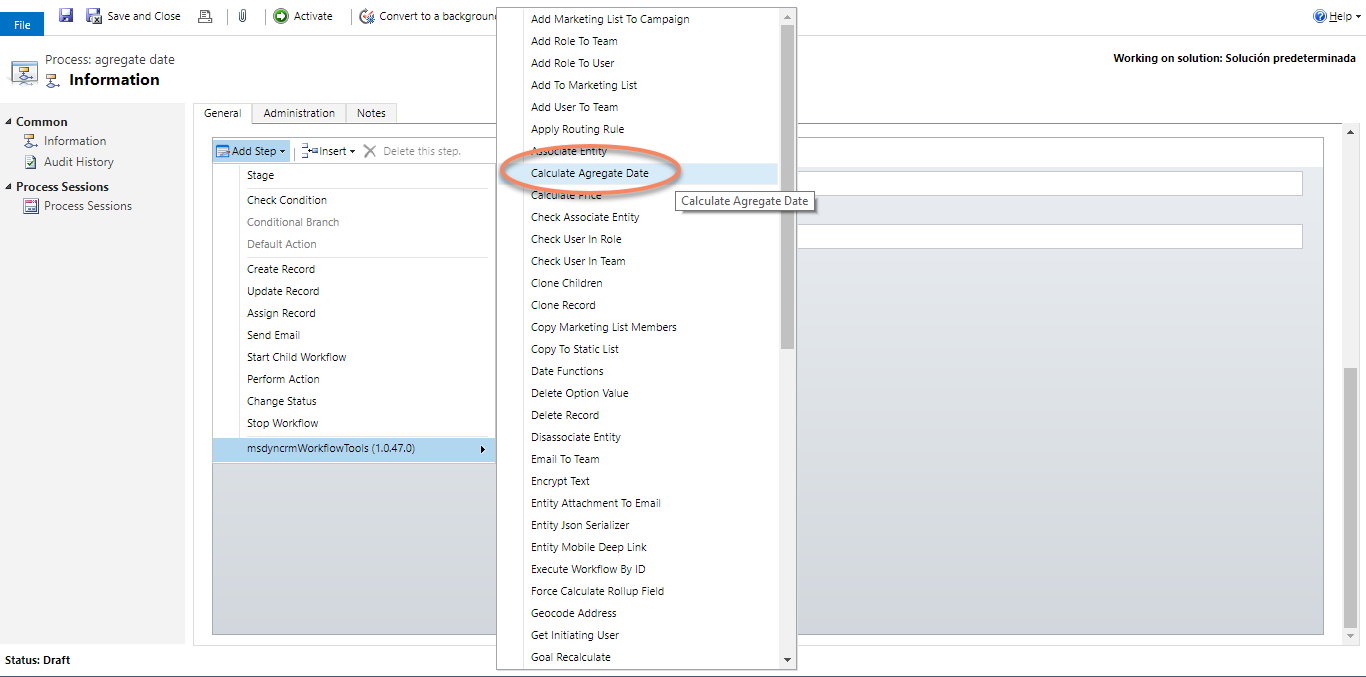 File
Save and Close
Activate
Convert to a background
Help
Process: agregate date
Information
Working on solution: Solución predeterminada
Common
Information
Audit History
Process Sessions
Process Sessions
General
Administration
Notes
Add Step
Insert
Delete this step.
Stage
Check Condition
Conditional Branch
Default Action
Create Record
Update Record
Assign Record
Send Email
Start Child Workflow
Perform Action
Change Status
Stop Workflow
msdyncrmWorkflowTools (1.0.47.0)
Add Marketing List To Campaign
Add Role To Team
Add Role To User
Add To Marketing List
Add User To Team
Apply Routing Rule
Associate Entity
Calculate Agregate Date
Calculate Price
Calculate Agregate Date
Check Associate Entity
Check User In Role
Check User In Team
Clone Children
Clone Record
Copy Marketing List Members
Copy To Static List
Date Functions
Delete Option Value
Delete Record
Disassociate Entity
Email To Team
Encrypt Text
Entity Attachment To Email
Entity Json Serializer
Entity Mobile Deep Link
Execute Workflow By ID
Force Calculate Rollup Field
Geocode Address
Get Initiating User
Goal Recalculate
Status: Draft